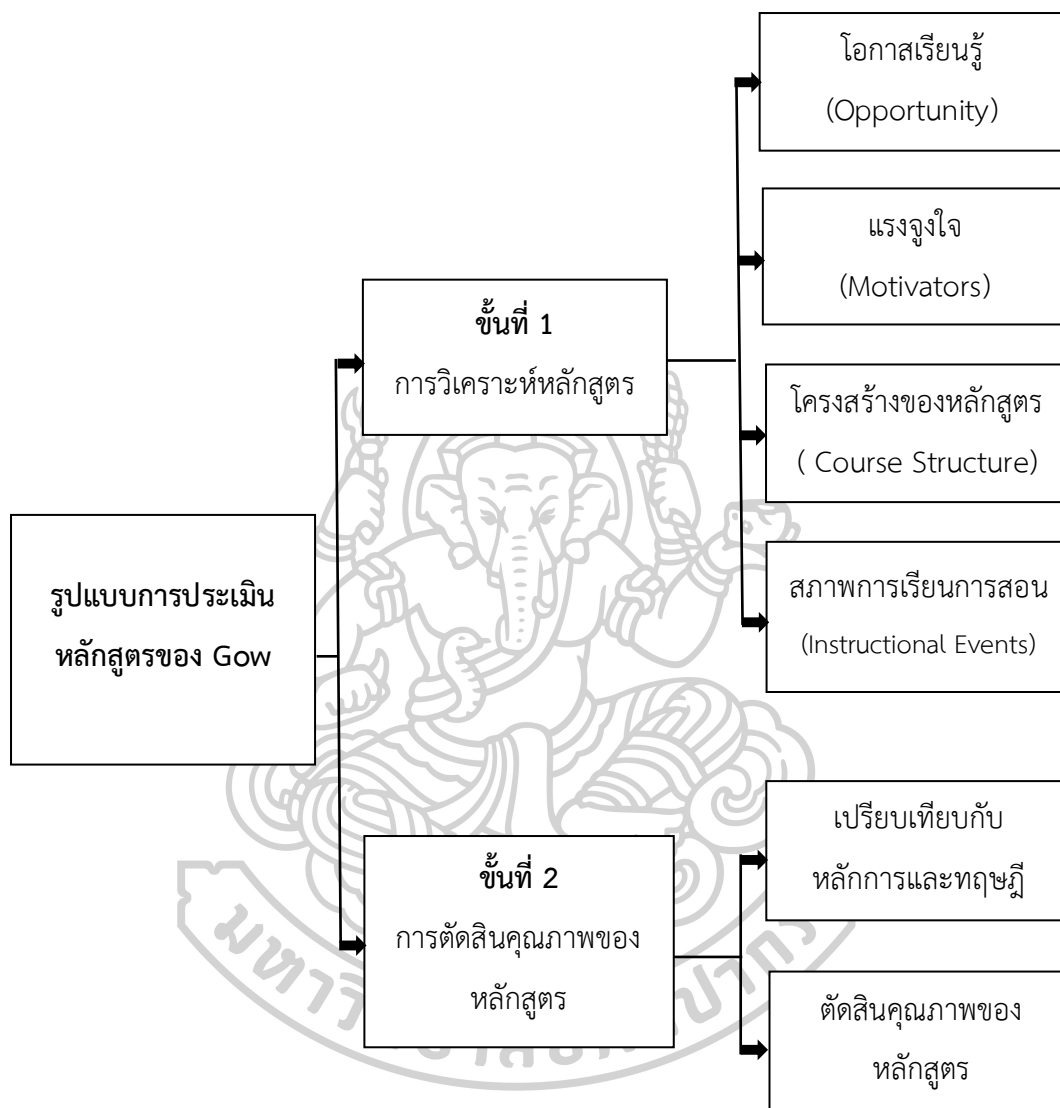 โอกาสเรียนรู้
(Opportunity)
แรงจูงใจ
(Motivators)
ขั้นที่ 1
การวิเคราะห์หลักสูตร
โครงสร้างของหลักสูตร
( Course Structure)
สภาพการเรียนการสอน
(Instructional Events)
รูปแบบการประเมิน
หลักสูตรของ Gow
เปรียบเทียบกับ
หลักการและทฤษฎี
ขั้นที่ 2
การตัดสินคุณภาพของ
หลักสูตร
ตัดสินคุณภาพของ
หลักสูตร